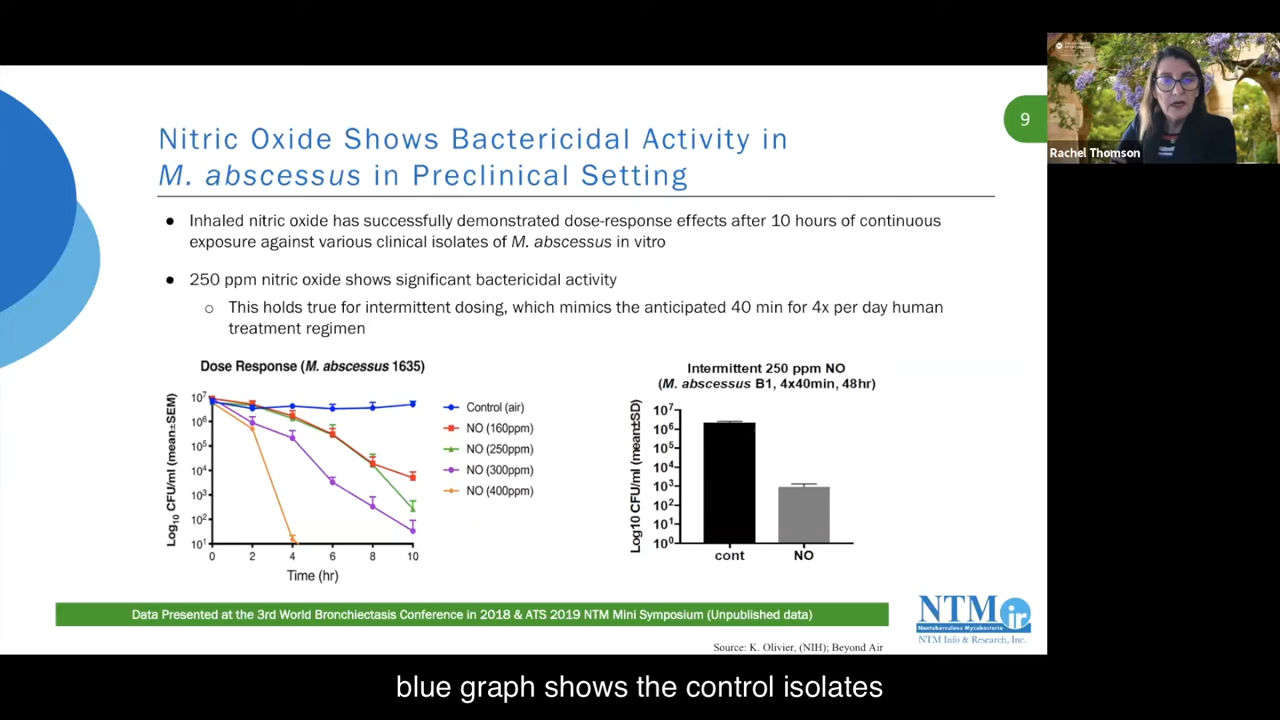 Rachel Thomson
9
Nitric Oxide Shows Bactericidal Activity in
M. abscessus in Preclinical Setting
● Inhaled nitric oxide has successfully demonstrated dose-response effects after 10 hours of continuous
exposure against various clinical isolates of M. abscessus in vitro
● 250 ppm nitric oxide shows significant bactericidal activity
○ This holds true for intermittent dosing, which mimics the anticipated 40 min for 4x per day human
treatment regimen
Dose Response (M. abscessus 1635)
Log10 CFU/ml (mean±SEM)
10^7
10^6
10^5
10^4
10^3
10^2
10^1
0 2 4 6 8 10
Time (hr)
Control (air)
NO (160ppm)
NO (250ppm)
NO (300ppm)
NO (400ppm)
Intermittent 250 ppm NO
(M. abscessus B1, 4x40min, 48hr)
Log10 CFU/ml (mean±SD)
10^7
10^6
10^5
10^4
10^3
10^2
10^1
10^0
cont NO
Data Presented at the 3rd World Bronchiectasis Conference in 2018 & ATS 2019 NTM Mini Symposium (Unpublished data)
NTMir
Nontuberculous Mycobacteria
NTM Info & Research, Inc.
Source: K. Olivier, (NIH); Beyond Air
blue graph shows the control isolates